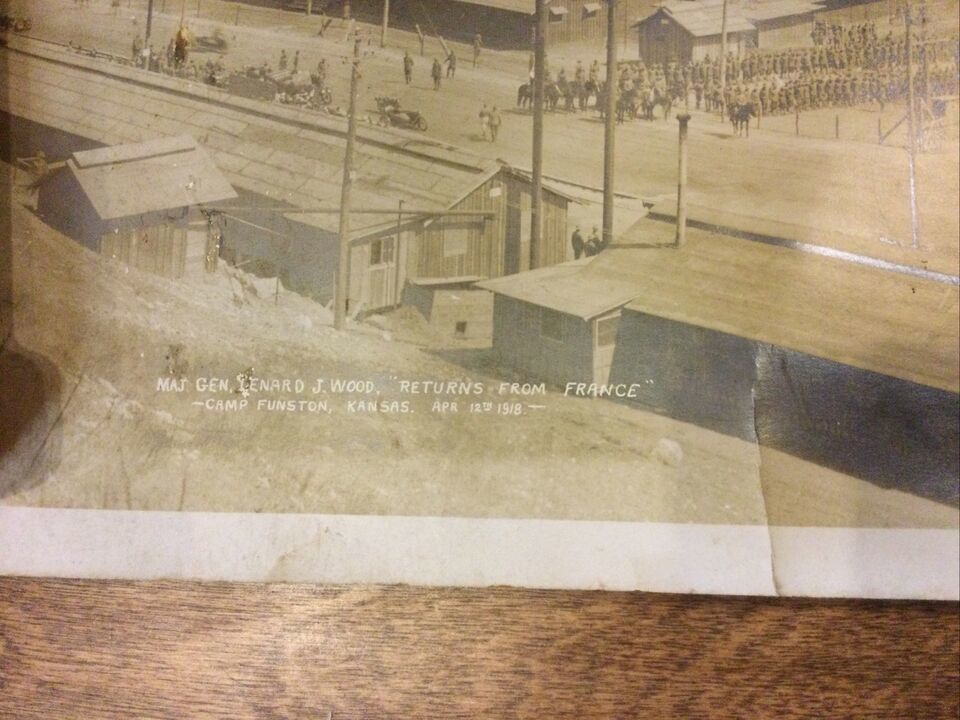 MAJ GEN, LENARD J. WOOD, "RETURNS FROM FRANCE"
—CAMP FUNSTON, KANSAS. APR 12TH 1918—